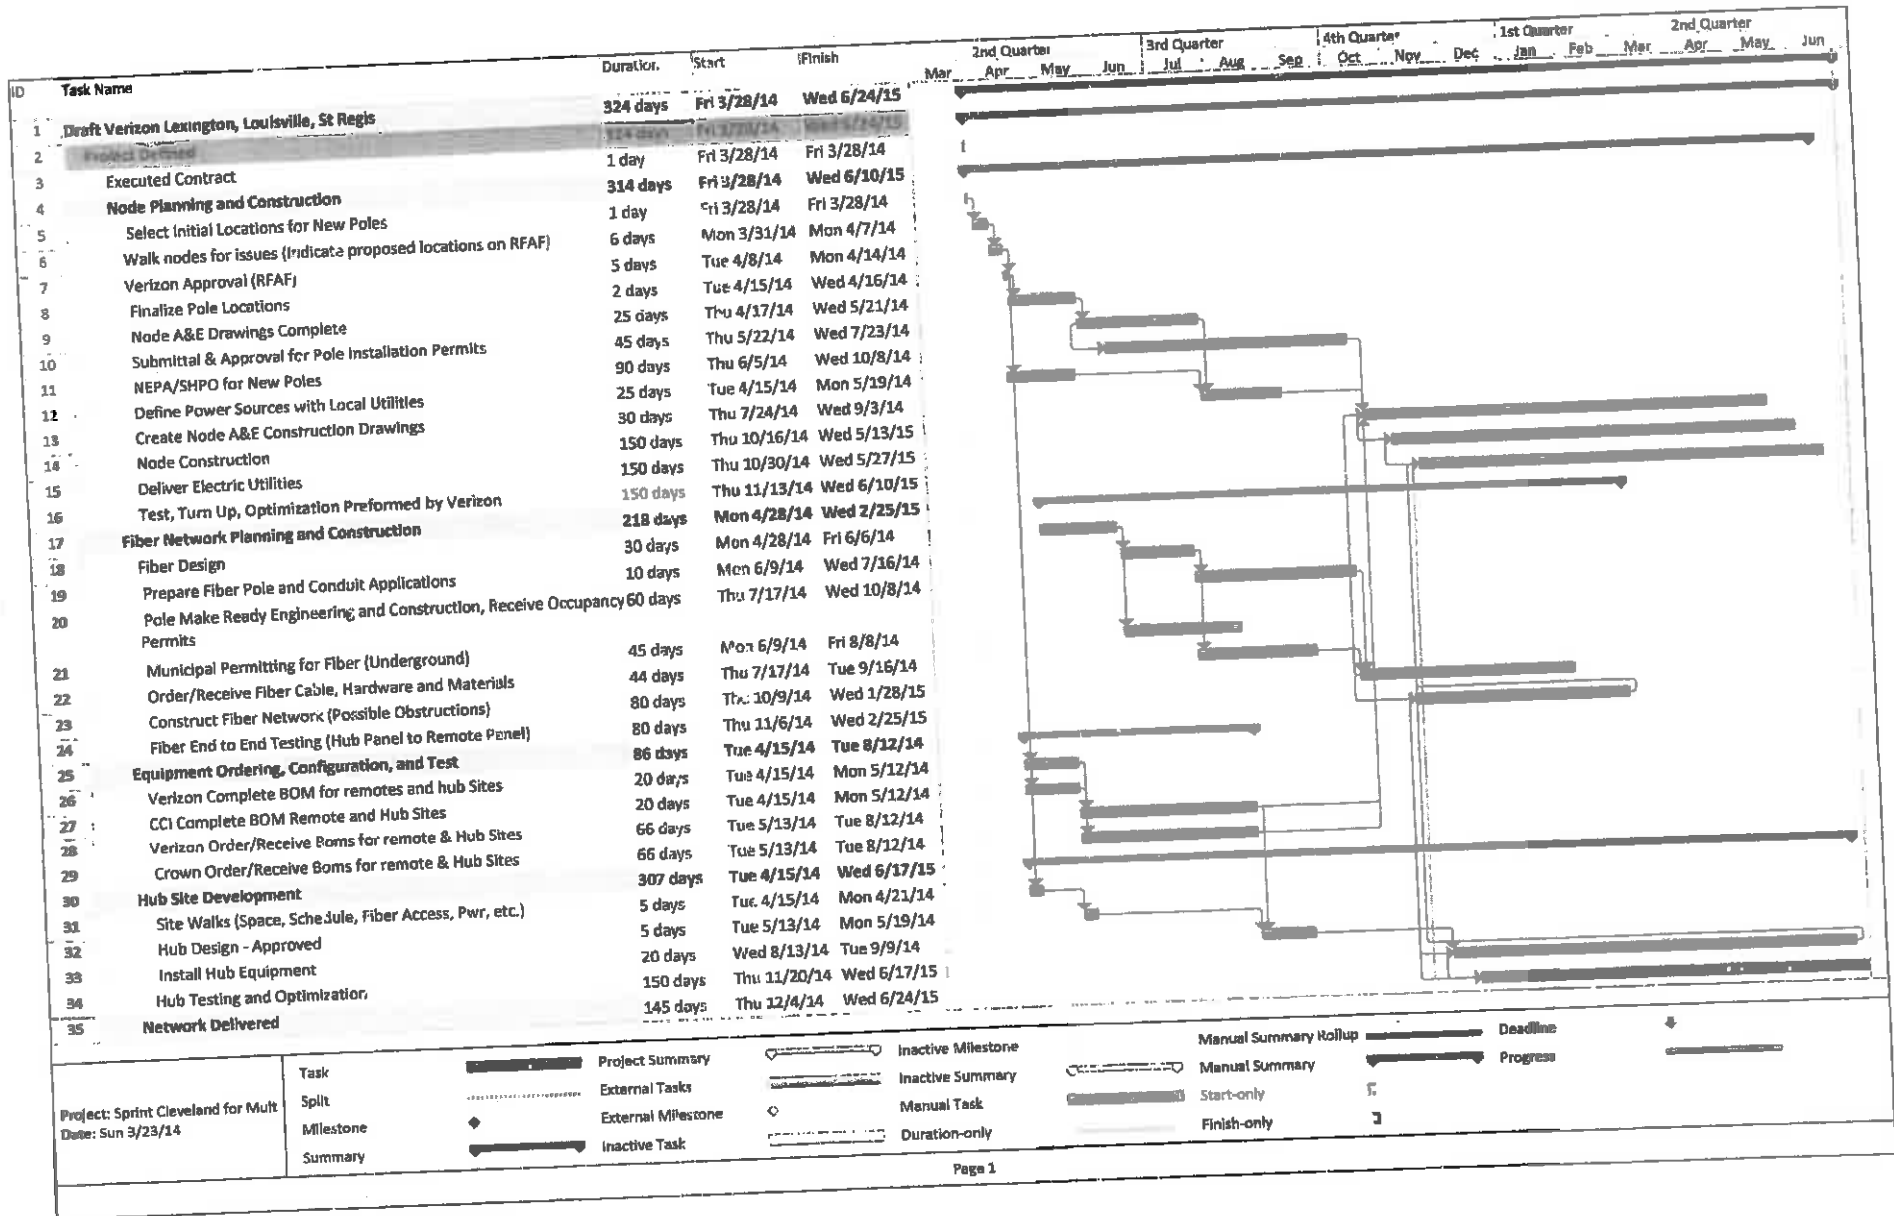 ID Task Name Duration Start Finish
2nd Quarter 3rd Quarter 4th Quarter 1st Quarter 2nd Quarter
Mar Apr May Jun Jul Aug Sep Oct Nov Dec Jan Feb Mar Apr May Jun
1 Draft Verizon Lexington, Louisville, St Regis 324 days Fri 3/28/14 Wed 6/24/15
2 Project Defined 324 days Fri 3/28/14 Wed 6/24/15
3 Executed Contract 1 day Fri 3/28/14 Fri 3/28/14
4 Node Planning and Construction 314 days Fri 3/28/14 Wed 6/10/15
5 Select Initial Locations for New Poles 1 day Fri 3/28/14 Fri 3/28/14
6 Walk nodes for issues (Indicate proposed locations on RFAF) 6 days Mon 3/31/14 Mon 4/7/14
7 Verizon Approval (RFAF) 5 days Tue 4/8/14 Mon 4/14/14
8 Finalize Pole Locations 2 days Tue 4/15/14 Wed 4/16/14
9 Node A&E Drawings Complete 25 days Thu 4/17/14 Wed 5/21/14
10 Submittal & Approval for Pole Installation Permits 45 days Thu 5/22/14 Wed 7/23/14
11 NEPA/SHPO for New Poles 90 days Thu 6/5/14 Wed 10/8/14
12 Define Power Sources with Local Utilities 25 days Tue 4/15/14 Mon 5/19/14
13 Create Node A&E Construction Drawings 30 days Thu 7/24/14 Wed 9/3/14
14 Node Construction 150 days Thu 10/16/14 Wed 5/13/15
15 Deliver Electric Utilities 150 days Thu 10/30/14 Wed 5/27/15
16 Test, Turn Up, Optimization Preformed by Verizon 150 days Thu 11/13/14 Wed 6/10/15
17 Fiber Network Planning and Construction 218 days Mon 4/28/14 Wed 2/25/15
18 Fiber Design 30 days Mon 4/28/14 Fri 6/6/14
19 Prepare Fiber Pole and Conduit Applications 10 days Mon 6/9/14 Wed 7/16/14
20 Pole Make Ready Engineering and Construction, Receive Occupancy 60 days Thu 7/17/14 Wed 10/8/14
Permits
21 Municipal Permitting for Fiber (Underground) 45 days Mon 6/9/14 Fri 8/8/14
22 Order/Receive Fiber Cable, Hardware and Materials 44 days Thu 7/17/14 Tue 9/16/14
23 Construct Fiber Network (Possible Obstructions) 80 days Thu 10/9/14 Wed 1/28/15
24 Fiber End to End Testing (Hub Panel to Remote Panel) 80 days Thu 11/6/14 Wed 2/25/15
25 Equipment Ordering, Configuration, and Test 86 days Tue 4/15/14 Tue 8/12/14
26 Verizon Complete BOM for remotes and hub Sites 20 days Tue 4/15/14 Mon 5/12/14
27 CCI Complete BOM Remote and Hub Sites 20 days Tue 4/15/14 Mon 5/12/14
28 Verizon Order/Receive Boms for remote & Hub Sites 66 days Tue 5/13/14 Tue 8/12/14
29 Crown Order/Receive Boms for remote & Hub Sites 66 days Tue 5/13/14 Tue 8/12/14
30 Hub Site Development 307 days Tue 4/15/14 Wed 6/17/15
31 Site Walks (Space, Schedule, Fiber Access, Pwr, etc.) 5 days Tue 4/15/14 Mon 4/21/14
32 Hub Design - Approved 5 days Tue 5/13/14 Mon 5/19/14
33 Install Hub Equipment 20 days Wed 8/13/14 Tue 9/9/14
34 Hub Testing and Optimization 150 days Thu 11/20/14 Wed 6/17/15
35 Network Delivered 145 days Thu 12/4/14 Wed 6/24/15
Project: Sprint Cleveland for Mult
Date: Sun 3/23/14
Task Project Summary Inactive Milestone Manual Summary Rollup Deadline
Split External Tasks Inactive Summary Manual Summary Progress
Milestone External Milestone Manual Task Start-only
Summary Inactive Task Duration-only Finish-only
Page 1